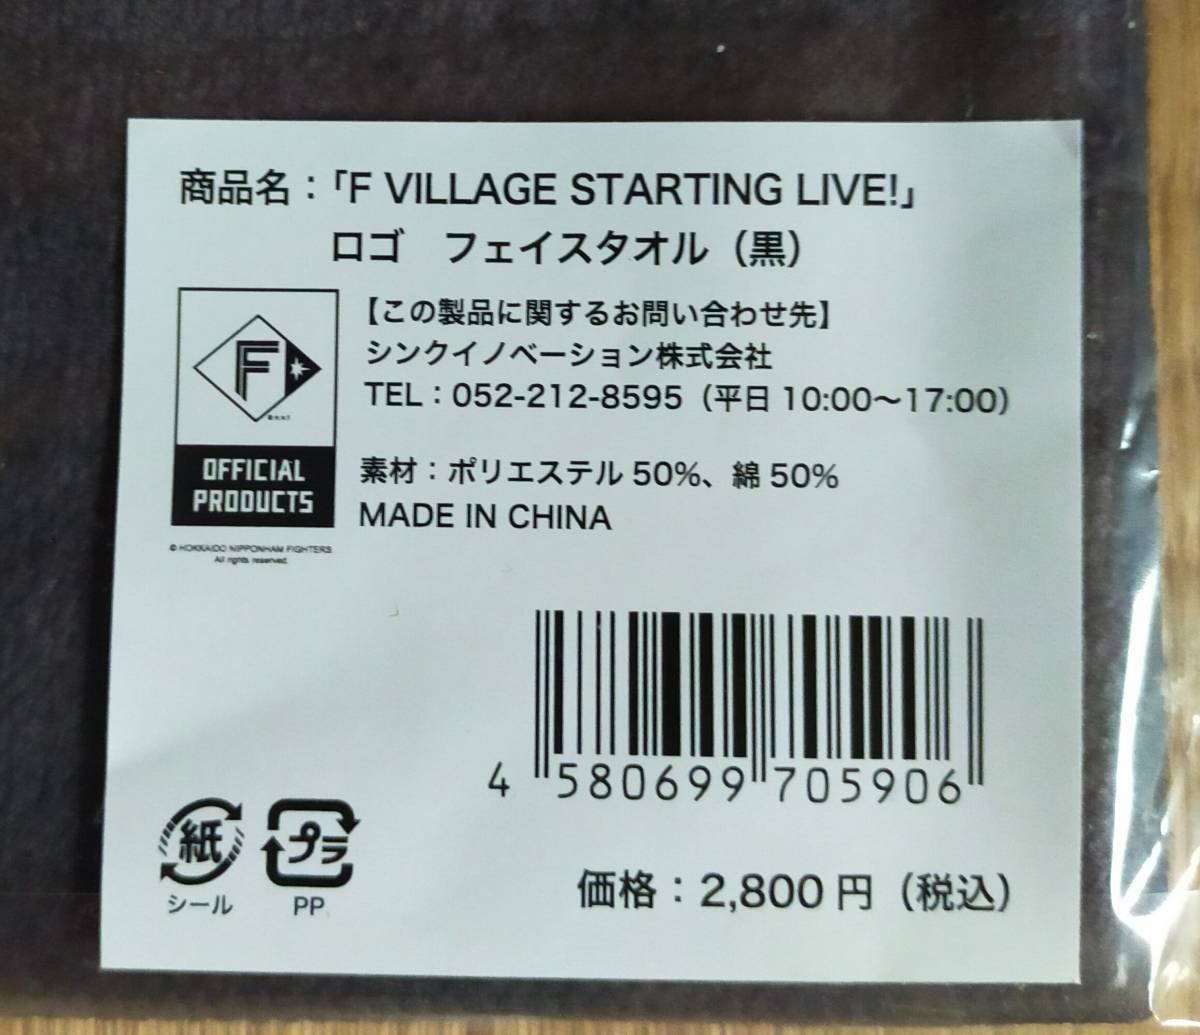 商品名：「F VILLAGE STARTING LIVE!」
ロゴ　フェイスタオル（黒）
F
OFFICIAL
PRODUCTS
© HOKKAIDO NIPPONHAM FIGHTERS
All rights reserved.
【この製品に関するお問い合わせ先】
シンクイノベーション株式会社
TEL：052-212-8595（平日 10:00〜17:00）
素材：ポリエステル 50%、綿 50%
MADE IN CHINA
4 580699 705906
紙
シール
プラ
PP
価格：2,800 円（税込）